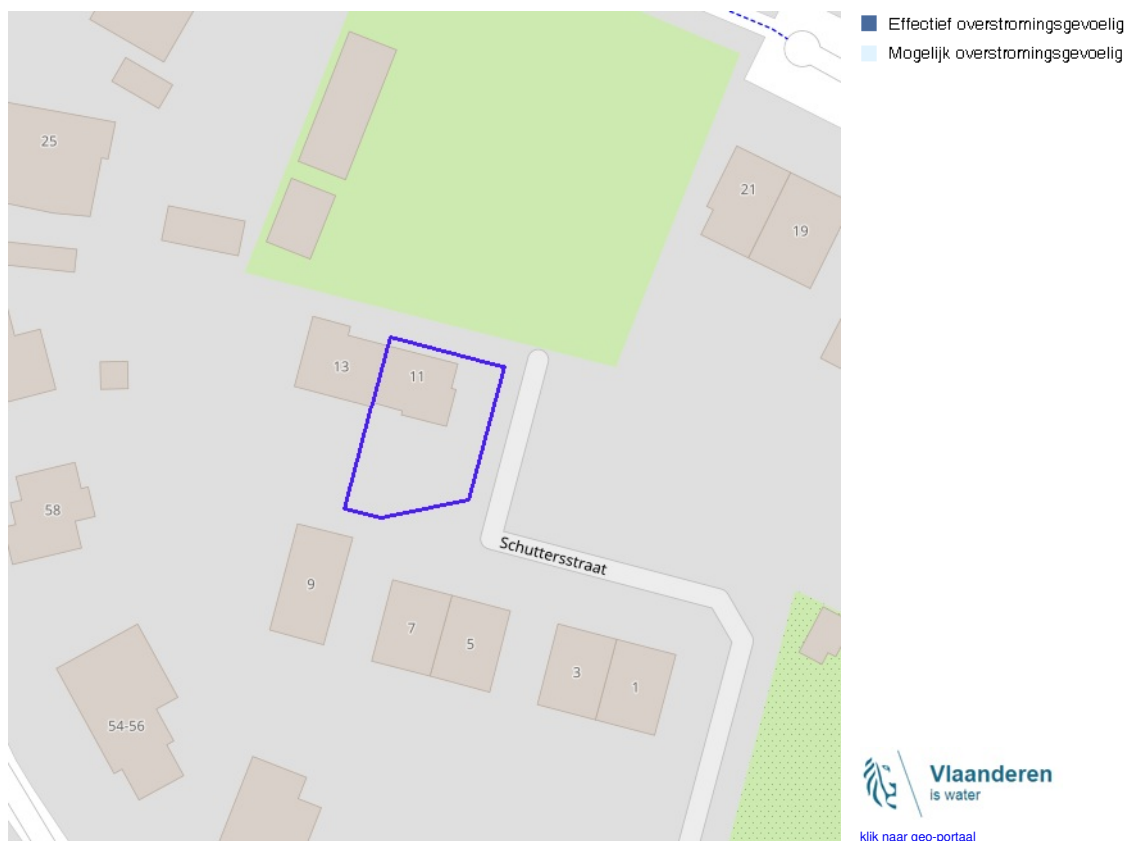 Effectief overstromingsgevoelig
Mogelijk overstromingsgevoelig
25
21
19
13
11
58
Schuttersstraat
9
7
5
3
1
54-56
Vlaanderen
is water
klik naar geo-portaal